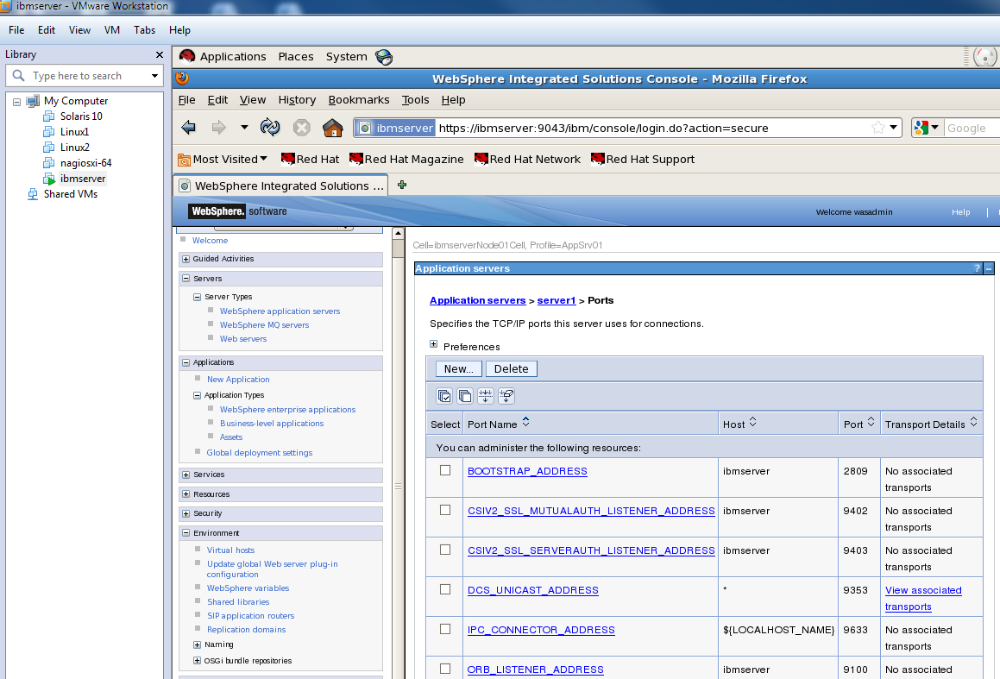 ibmserver - VMware Workstation
File Edit View VM Tabs Help
Library
Type here to search
My Computer
Solaris 10
Linux1
Linux2
nagiosxi-64
ibmserver
Shared VMs
Applications Places System
WebSphere Integrated Solutions Console - Mozilla Firefox
File Edit View History Bookmarks Tools Help
ibmserver https://ibmserver:9043/ibm/console/login.do?action=secure
Google
Most Visited Red Hat Red Hat Magazine Red Hat Network Red Hat Support
WebSphere Integrated Solutions ...
WebSphere. software
Welcome wasadmin
Help
Welcome
Guided Activities
Servers
Server Types
WebSphere application servers
WebSphere MQ servers
Web servers
Applications
New Application
Application Types
WebSphere enterprise applications
Business-level applications
Assets
Global deployment settings
Services
Resources
Security
Environment
Virtual hosts
Update global Web server plug-in
configuration
WebSphere variables
Shared libraries
SIP application routers
Replication domains
Naming
OSGi bundle repositories
Cell=ibmserverNode01Cell, Profile=AppSrv01
Application servers ? –
Application servers > server1 > Ports
Specifies the TCP/IP ports this server uses for connections.
Preferences
New... Delete
Select Port Name Host Port Transport Details
You can administer the following resources:
BOOTSTRAP_ADDRESS ibmserver 2809 No associated
transports
CSIV2_SSL_MUTUALAUTH_LISTENER_ADDRESS ibmserver 9402 No associated
transports
CSIV2_SSL_SERVERAUTH_LISTENER_ADDRESS ibmserver 9403 No associated
transports
DCS_UNICAST_ADDRESS * 9353 View associated
transports
IPC_CONNECTOR_ADDRESS ${LOCALHOST_NAME} 9633 No associated
transports
ORB_LISTENER_ADDRESS ibmserver 9100 No associated